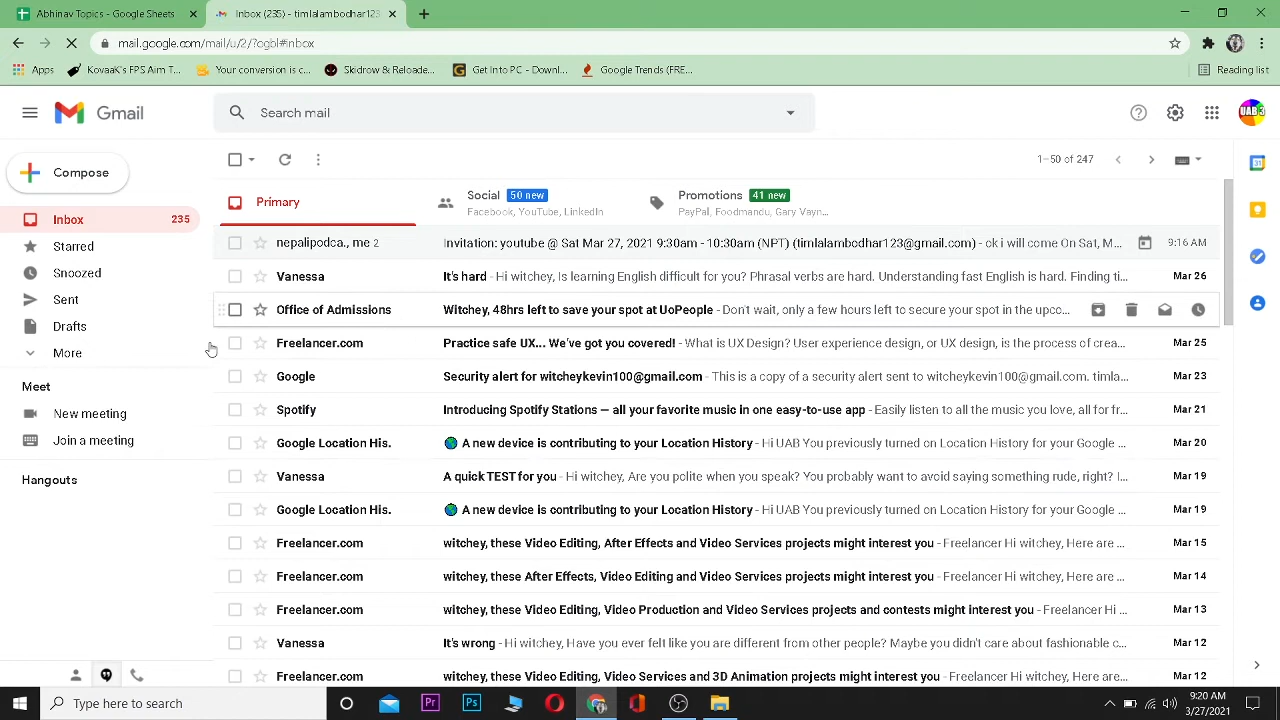 Abhinav Topics - Google Sheets
Inbox (235) - timlalambodhar123
mail.google.com/mail/u/2/?ogbl#inbox
Apps
KovaaK's FPS Aim T...
Your conversion is c...
Skidrow & Reloade...
Get Into PC - Downl...
Google Trends (FRE...
Reading list
Gmail
Search mail
UAB3
Compose
1–50 of 247
Primary
Social 50 new
Facebook, YouTube, LinkedIn
Promotions 41 new
PayPal, Foodmandu, Gary Vayn...
Inbox 235
Starred
Snoozed
Sent
Drafts
More
Meet
New meeting
Join a meeting
Hangouts
nepalipodca., me 2 Invitation: youtube @ Sat Mar 27, 2021 9:30am - 10:30am (NPT) (timlalambodhar123@gmail.com) - ok i will come On Sat, M... 9:16 AM
Vanessa It's hard - Hi witchey, Is learning English difficult for you? Phrasal verbs are hard. Understanding fast English is hard. Finding ti... Mar 26
Office of Admissions Witchey, 48hrs left to save your spot at UoPeople - Don't wait, only a few hours left to secure your spot in the upco...
Freelancer.com Practice safe UX... We've got you covered! - What is UX Design? User experience design, or UX design, is the process of crea... Mar 25
Google Security alert for witcheykevin100@gmail.com - This is a copy of a security alert sent to witcheykevin100@gmail.com. timla... Mar 23
Spotify Introducing Spotify Stations — all your favorite music in one easy-to-use app - Easily listen to all the music you love, all for fr... Mar 21
Google Location His. A new device is contributing to your Location History - Hi UAB You previously turned on Location History for your Google ... Mar 20
Vanessa A quick TEST for you - Hi witchey, Are you polite when you speak? You probably want to avoid saying something rude, right? I... Mar 19
Google Location His. A new device is contributing to your Location History - Hi UAB You previously turned on Location History for your Google ... Mar 19
Freelancer.com witchey, these Video Editing, After Effects and Video Services projects might interest you - Freelancer Hi witchey, Here are ... Mar 15
Freelancer.com witchey, these After Effects, Video Editing and Video Services projects might interest you - Freelancer Hi witchey, Here are ... Mar 14
Freelancer.com witchey, these Video Editing, Video Production and Video Services projects and contests might interest you - Freelancer Hi ... Mar 13
Vanessa It's wrong - Hi witchey, Have you ever felt like you are different from other people? Maybe you didn't care about fashionable c... Mar 12
Freelancer.com witchey, these Video Editing, Video Services and 3D Animation projects might interest you - Freelancer Hi witchey, Here are ... Mar 12
Type here to search
Pr
Ps
9:20 AM
3/27/2021